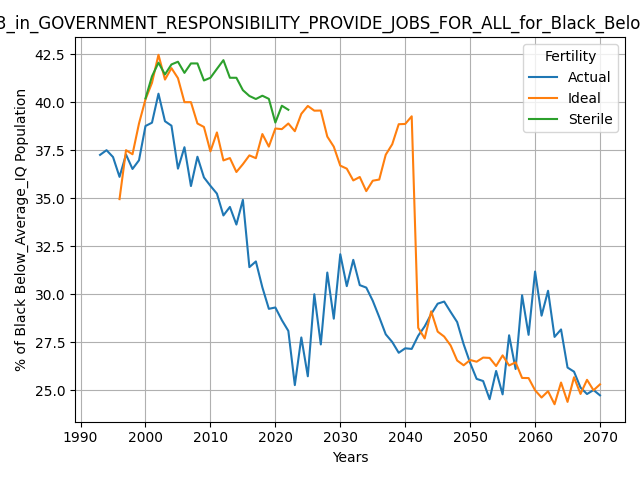 3_in_GOVERNMENT_RESPONSIBILITY_PROVIDE_JOBS_FOR_ALL_for_Black_Belo
Fertility
Actual
Ideal
Sterile
% of Black Below_Average_IQ Population
42.5
40.0
37.5
35.0
32.5
30.0
27.5
25.0
1990 2000 2010 2020 2030 2040 2050 2060 2070
Years